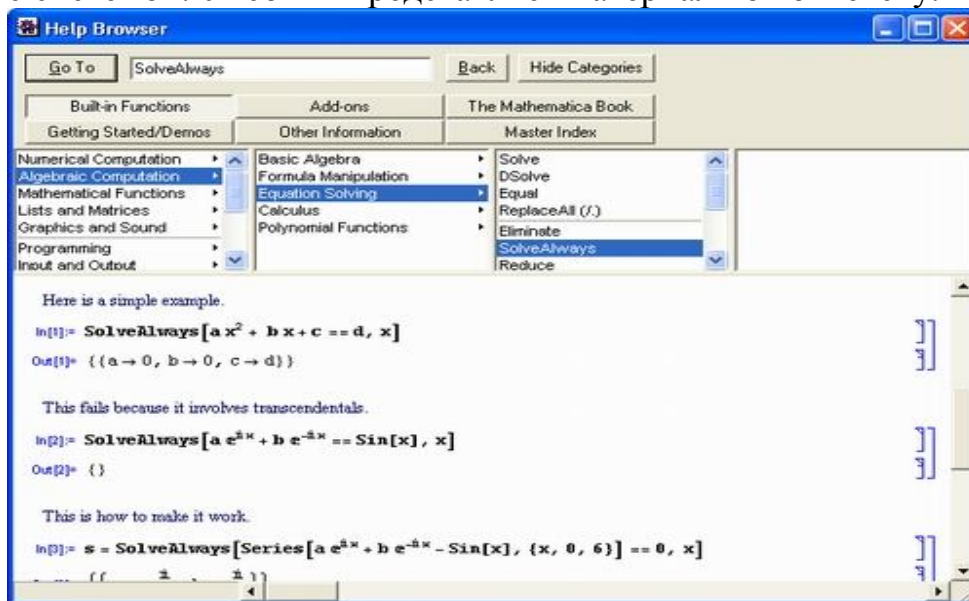 Help Browser
Go To SolveAlways Back Hide Categories
Built-in Functions Add-ons The Mathematica Book
Getting Started/Demos Other Information Master Index
Numerical Computation Basic Algebra Solve
Algebraic Computation Formula Manipulation DSolve
Mathematical Functions Equation Solving Equal
Lists and Matrices Calculus ReplaceAll (/.)
Graphics and Sound Polynomial Functions Eliminate
Programming SolveAlways
Input and Output Reduce
Here is a simple example.
In[1]:= SolveAlways[a x² + b x + c == d, x]
Out[1]= {{a → 0, b → 0, c → d}}
This fails because it involves transcendentals.
In[2]:= SolveAlways[a e^{i x} + b e^{-i x} == Sin[x], x]
Out[2]= {}
This is how to make it work.
In[3]:= s = SolveAlways[Series[a e^{i x} + b e^{-i x} - Sin[x], {x, 0, 6}] == 0, x]